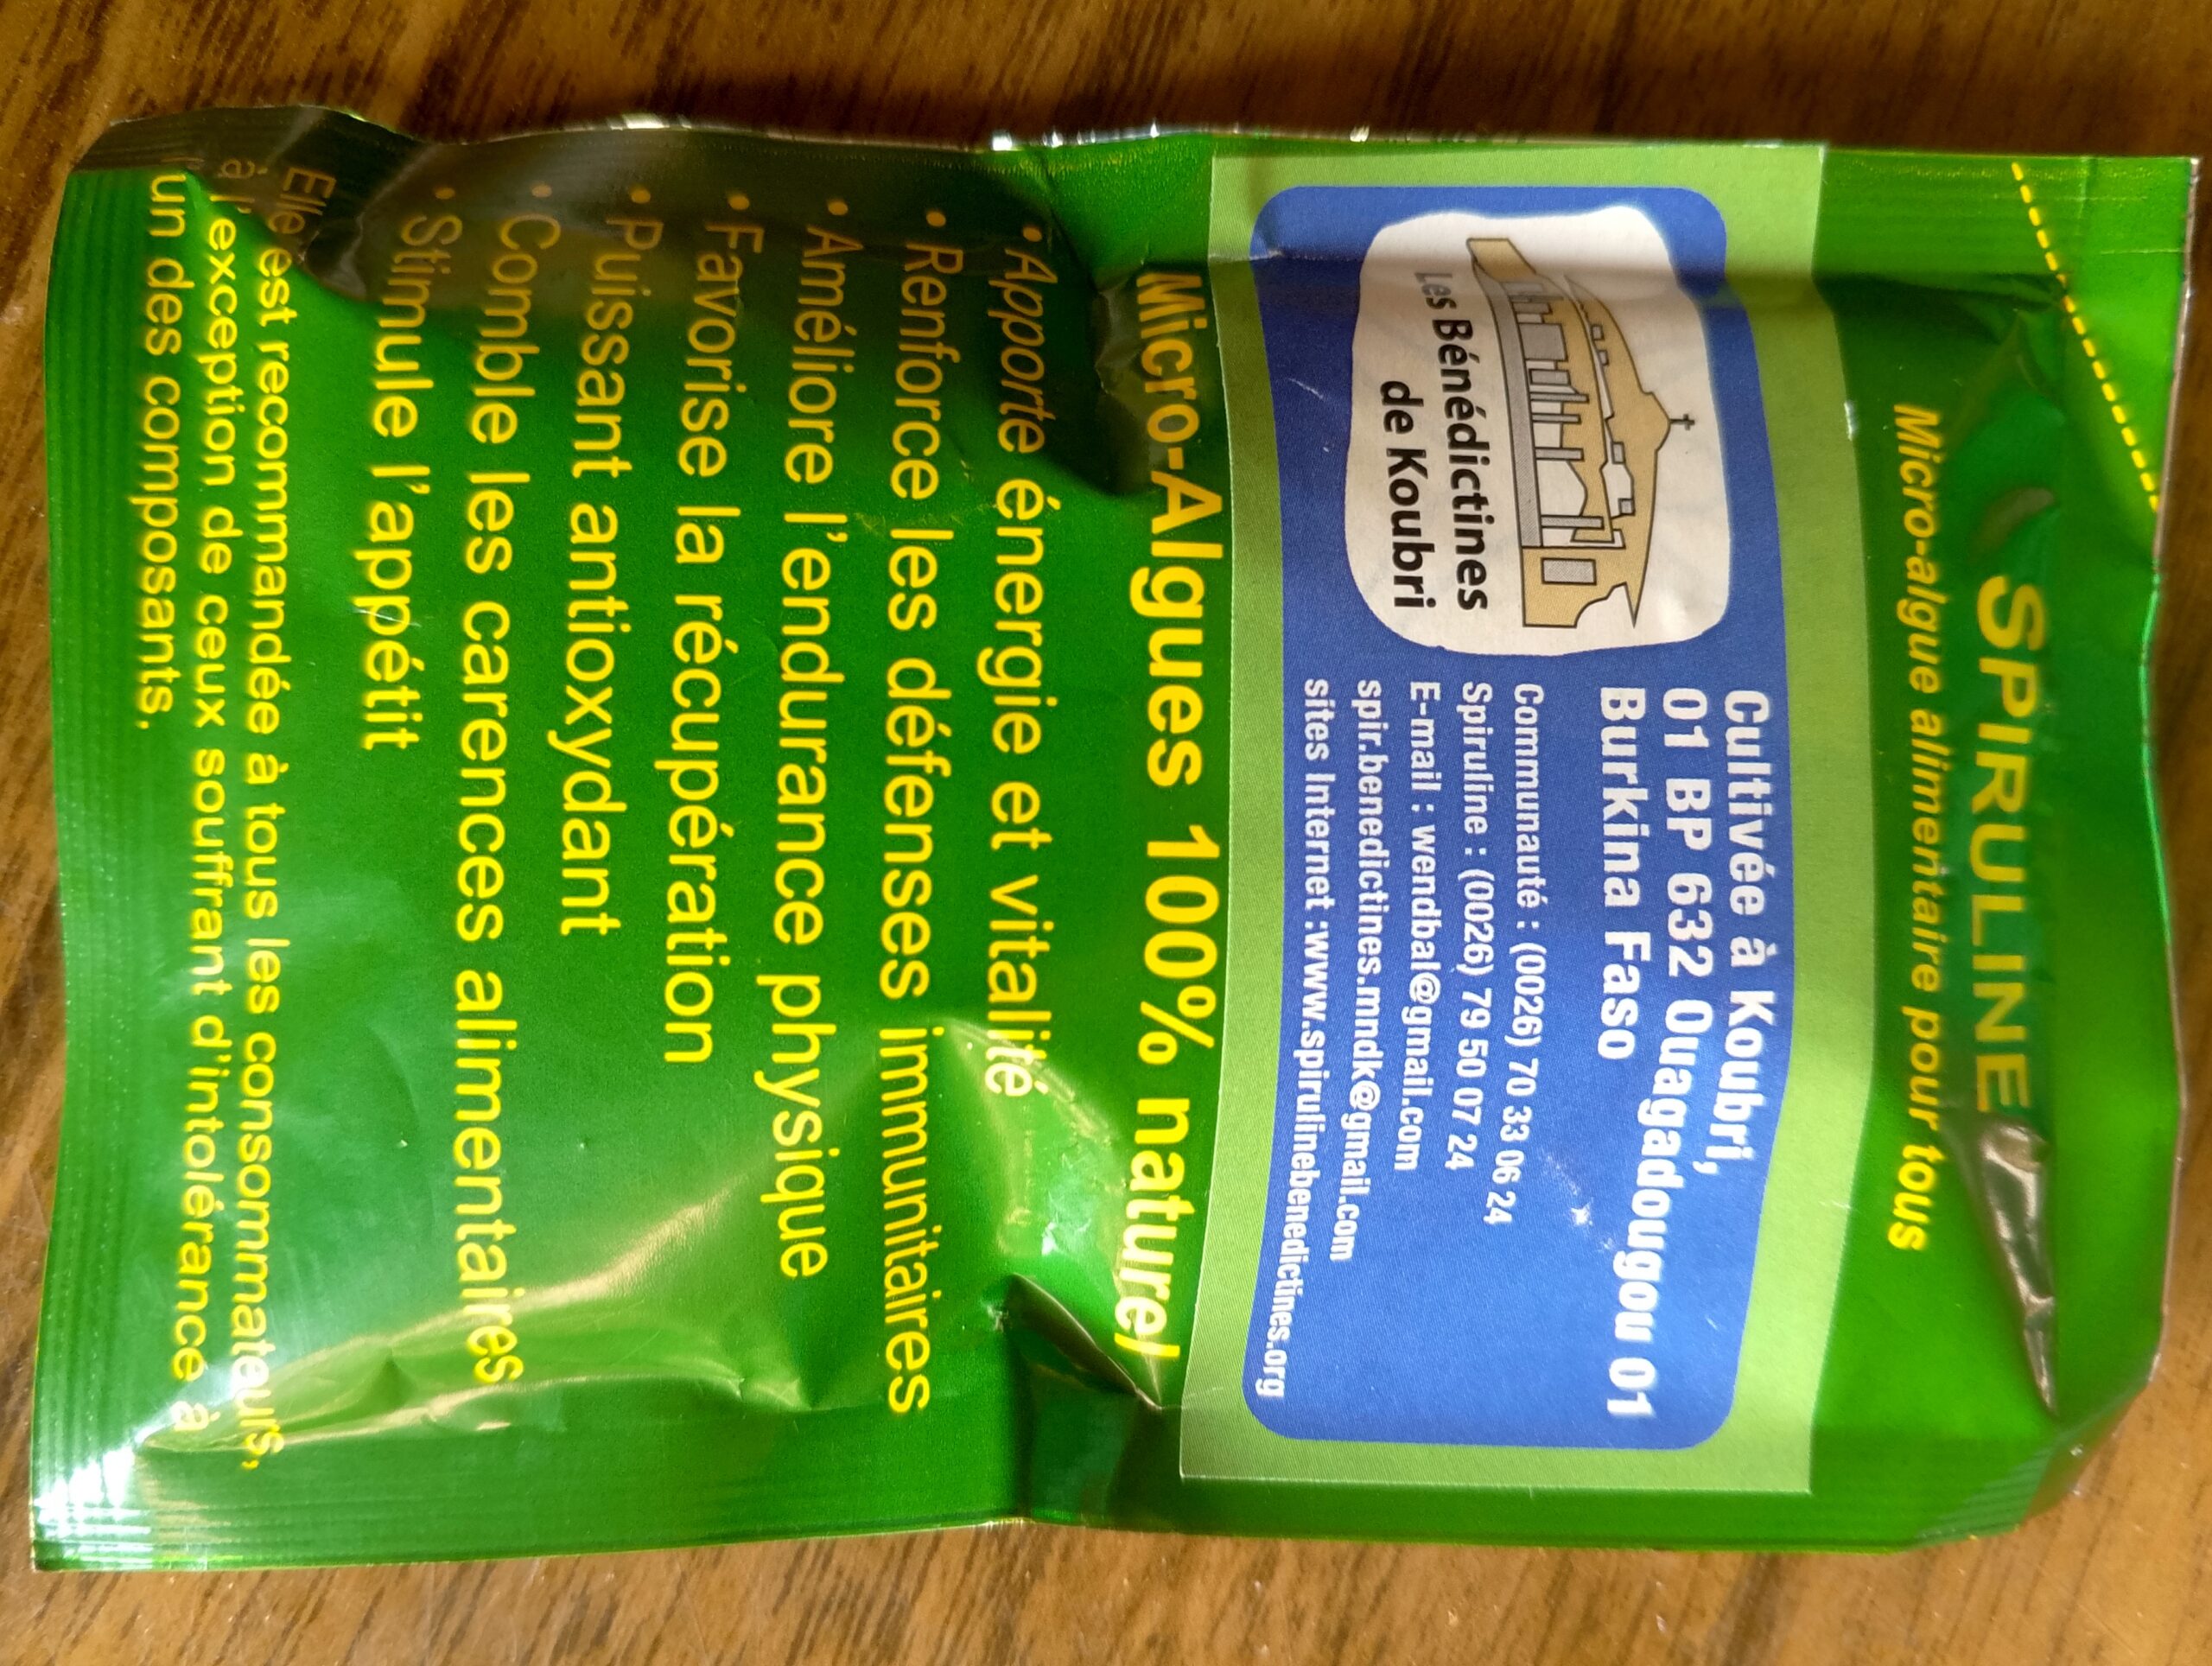 SPIRULINE
Micro-algue alimentaire pour tous
Les Bénédictines
de Koubri
Cultivée à Koubri,
01 BP 632 Ouagadougou 01
Burkina Faso
Communauté : (0026) 70 33 06 24
Spiruline : (0026) 79 50 07 24
E-mail : wendbal@gmail.com
spir.benedictines.mndk@gmail.com
sites Internet :www.spirulinebenedictines.org
Micro-Algues 100% naturel
• Apporte énergie et vitalité
• Renforce les défenses immunitaires
• Améliore l'endurance physique
• Favorise la récupération
• Puissant antioxydant
• Comble les carences alimentaires
• Stimule l'appétit
Elle est recommandée à tous les consommateurs,
à l'exception de ceux souffrant d'intolérance à
l'un des composants.